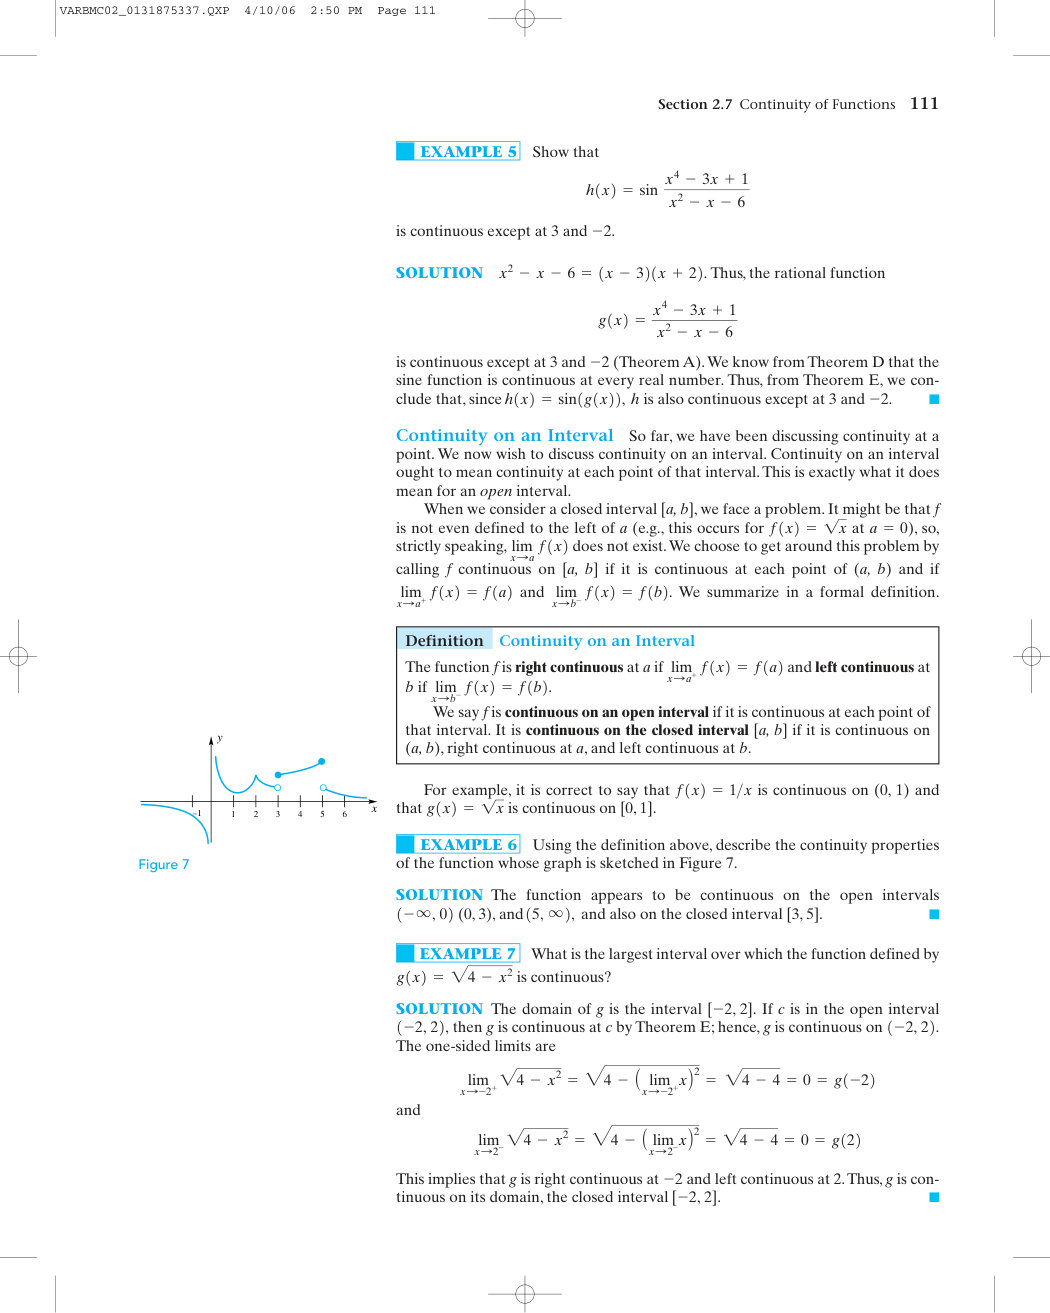 VARBMC02_0131875337.QXP 4/10/06 2:50 PM Page 111
Section 2.7 Continuity of Functions 111
EXAMPLE 5 Show that
h(x) = sin (x⁴ − 3x + 1)/(x² − x − 6)
is continuous except at 3 and −2.
SOLUTION x² − x − 6 = (x − 3)(x + 2). Thus, the rational function
g(x) = (x⁴ − 3x + 1)/(x² − x − 6)
is continuous except at 3 and −2 (Theorem A). We know from Theorem D that the
sine function is continuous at every real number. Thus, from Theorem E, we con-
clude that, since h(x) = sin(g(x)), h is also continuous except at 3 and −2.
Continuity on an Interval So far, we have been discussing continuity at a
point. We now wish to discuss continuity on an interval. Continuity on an interval
ought to mean continuity at each point of that interval. This is exactly what it does
mean for an open interval.
When we consider a closed interval [a, b], we face a problem. It might be that f
is not even defined to the left of a (e.g., this occurs for f(x) = √x at a = 0), so,
strictly speaking, lim x→a f(x) does not exist. We choose to get around this problem by
calling f continuous on [a, b] if it is continuous at each point of (a, b) and if
lim x→a⁺ f(x) = f(a) and lim x→b⁻ f(x) = f(b). We summarize in a formal definition.
Definition Continuity on an Interval
The function f is right continuous at a if lim x→a⁺ f(x) = f(a) and left continuous at
b if lim x→b⁻ f(x) = f(b).
We say f is continuous on an open interval if it is continuous at each point of
that interval. It is continuous on the closed interval [a, b] if it is continuous on
(a, b), right continuous at a, and left continuous at b.
y
-1 1 2 3 4 5 6 x
Figure 7
For example, it is correct to say that f(x) = 1/x is continuous on (0, 1) and
that g(x) = √x is continuous on [0, 1].
EXAMPLE 6 Using the definition above, describe the continuity properties
of the function whose graph is sketched in Figure 7.
SOLUTION The function appears to be continuous on the open intervals
(−∞, 0) (0, 3), and (5, ∞), and also on the closed interval [3, 5].
EXAMPLE 7 What is the largest interval over which the function defined by
g(x) = √(4 − x²) is continuous?
SOLUTION The domain of g is the interval [−2, 2]. If c is in the open interval
(−2, 2), then g is continuous at c by Theorem E; hence, g is continuous on (−2, 2).
The one-sided limits are
lim x→−2⁺ √(4 − x²) = √(4 − (lim x→−2⁺ x)²) = √(4 − 4) = 0 = g(−2)
and
lim x→2⁻ √(4 − x²) = √(4 − (lim x→2⁻ x)²) = √(4 − 4) = 0 = g(2)
This implies that g is right continuous at −2 and left continuous at 2. Thus, g is con-
tinuous on its domain, the closed interval [−2, 2].